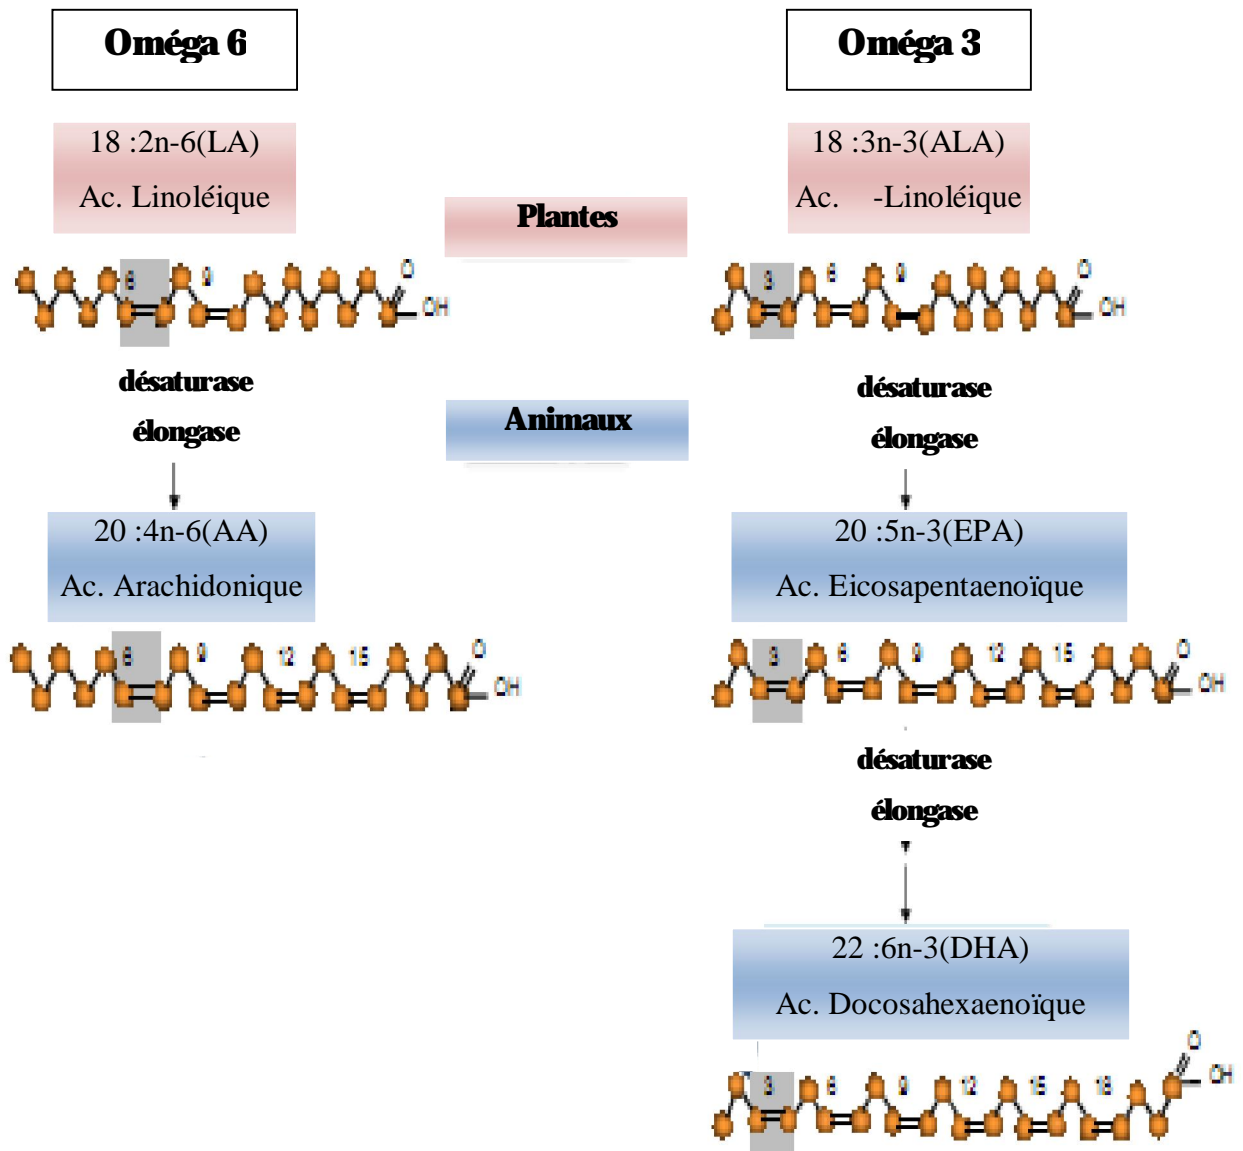 Oméga 6
Oméga 3
18 :2n-6(LA)
Ac. Linoléique
18 :3n-3(ALA)
Ac. -Linoléique
Plantes
6 9 O
OH
3 6 9 O
OH
désaturase
élongase
Animaux
désaturase
élongase
20 :4n-6(AA)
Ac. Arachidonique
20 :5n-3(EPA)
Ac. Eicosapentaenoïque
6 9 12 15 O
OH
3 6 9 12 15 O
OH
désaturase
élongase
22 :6n-3(DHA)
Ac. Docosahexaenoïque
O
3 6 9 12 15 18 OH